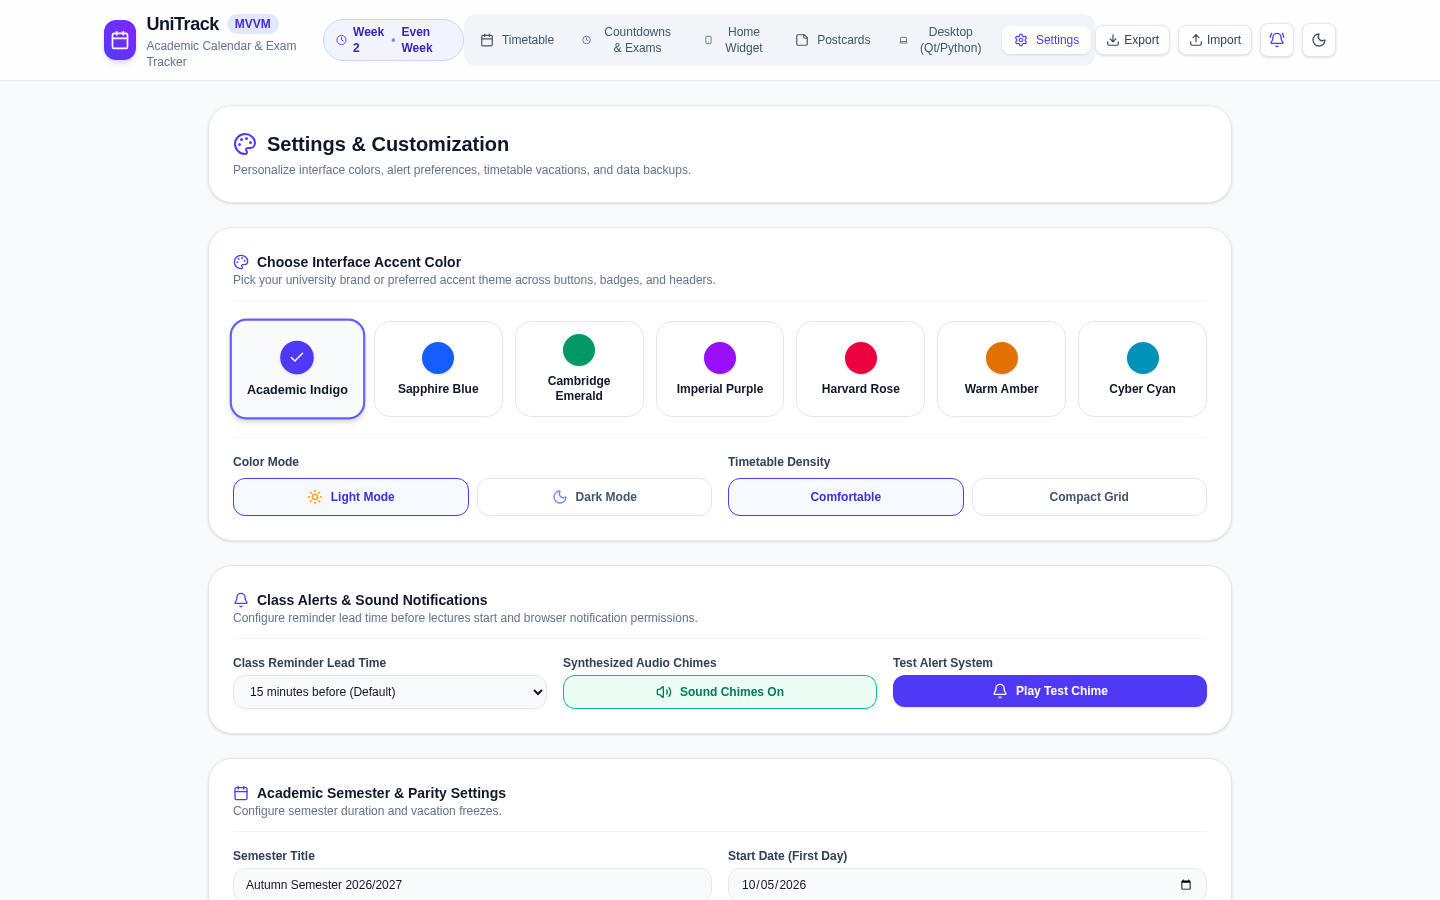 UniTrack MVVM
Academic Calendar & Exam
Tracker
Week
2
•
Even
Week
Timetable
Countdowns
& Exams
Home
Widget
Postcards
Desktop
(Qt/Python)
Settings
Export
Import
Settings & Customization
Personalize interface colors, alert preferences, timetable vacations, and data backups.
Choose Interface Accent Color
Pick your university brand or preferred accent theme across buttons, badges, and headers.
Academic Indigo
Sapphire Blue
Cambridge
Emerald
Imperial Purple
Harvard Rose
Warm Amber
Cyber Cyan
Color Mode
Light Mode
Dark Mode
Timetable Density
Comfortable
Compact Grid
Class Alerts & Sound Notifications
Configure reminder lead time before lectures start and browser notification permissions.
Class Reminder Lead Time
15 minutes before (Default)
Synthesized Audio Chimes
Sound Chimes On
Test Alert System
Play Test Chime
Academic Semester & Parity Settings
Configure semester duration and vacation freezes.
Semester Title
Autumn Semester 2026/2027
Start Date (First Day)
10/05/2026